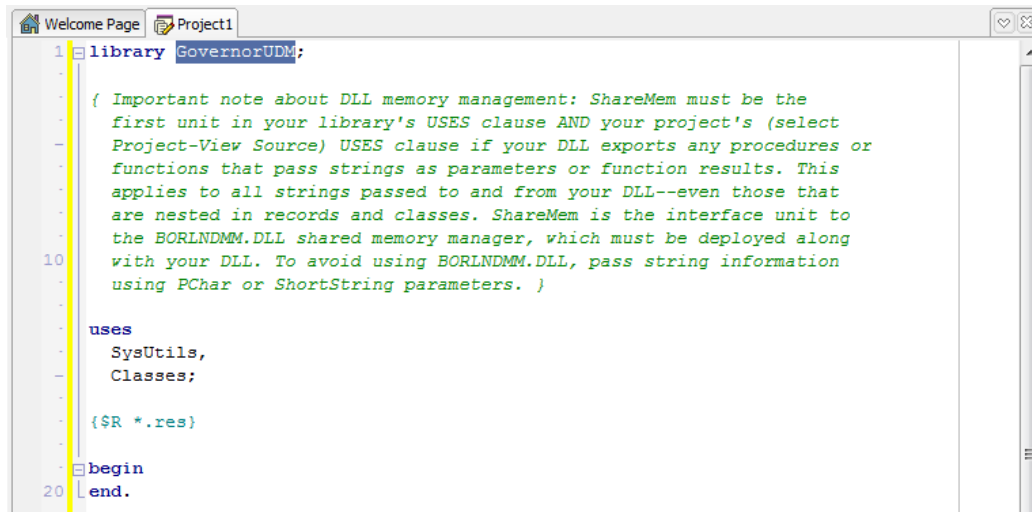 Welcome Page Project1
1 library GovernorUDM;
{ Important note about DLL memory management: ShareMem must be the
first unit in your library's USES clause AND your project's (select
Project-View Source) USES clause if your DLL exports any procedures or
functions that pass strings as parameters or function results. This
applies to all strings passed to and from your DLL--even those that
are nested in records and classes. ShareMem is the interface unit to
the BORLNDMM.DLL shared memory manager, which must be deployed along
10 with your DLL. To avoid using BORLNDMM.DLL, pass string information
using PChar or ShortString parameters. }
uses
SysUtils,
Classes;
{$R *.res}
begin
20 end.